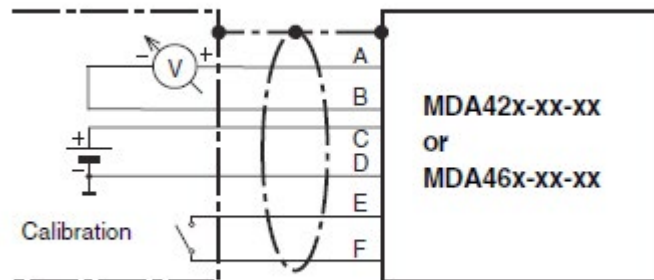 - V + A
B
+ C
- D
E
Calibration
F
MDA42x-xx-xx
or
MDA46x-xx-xx